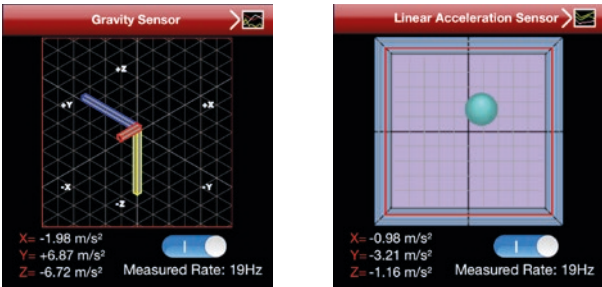 Gravity Sensor
+Z
+Y
+X
-X
-Y
-Z
X= -1.98 m/s²
Y= +6.87 m/s²
Z= -6.72 m/s²
Measured Rate: 19Hz
Linear Acceleration Sensor
X= -0.98 m/s²
Y= -3.21 m/s²
Z= -1.16 m/s²
Measured Rate: 19Hz